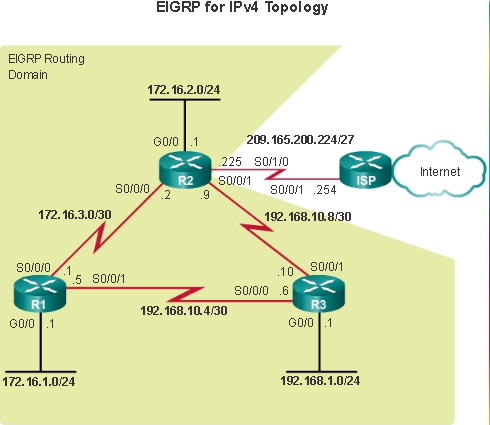 EIGRP for IPv4 Topology
EIGRP Routing
Domain
172.16.2.0/24
G0/0 .1
209.165.200.224/27
.225 S0/1/0
R2
S0/0/0
S0/0/1
ISP
Internet
.2
.9
S0/0/1 .254
172.16.3.0/30
192.168.10.8/30
S0/0/0
.1
.5
S0/0/1
.10
S0/0/1
S0/0/0
.6
R1
R3
192.168.10.4/30
G0/0 .1
G0/0 .1
172.16.1.0/24
192.168.1.0/24